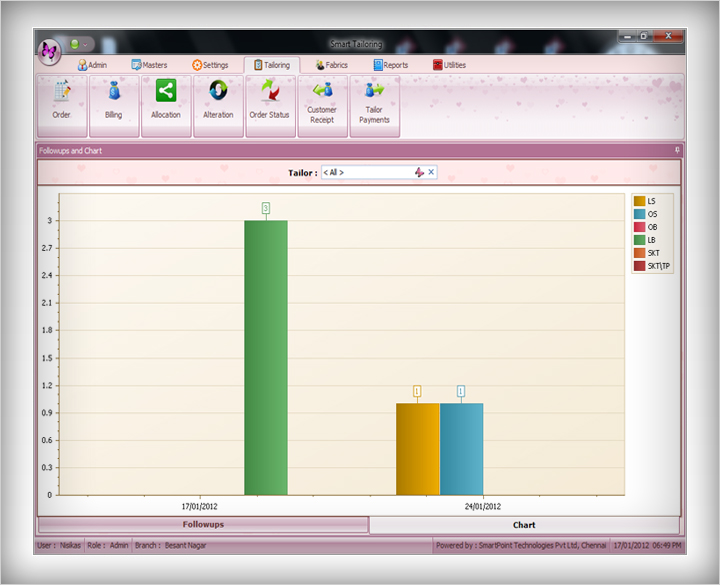 Smart Tailoring
Admin Masters Settings Tailoring Fabrics Reports Utilities
Order Billing Allocation Alteration Order Status Customer Receipt Tailor Payments
Followups and Chart
Tailor : < All >
3
2.7
2.4
2.1
1.8
1.5
1.2
0.9
0.6
0.3
0
3
1
1
17/01/2012 24/01/2012
LS
OS
OB
LB
SKT
SKT\TP
Followups Chart
User : Niskas Role : Admin Branch : Besant Nagar Powered by : SmartPoint Technologies Pvt Ltd, Chennai 17/01/2012 06:49 PM